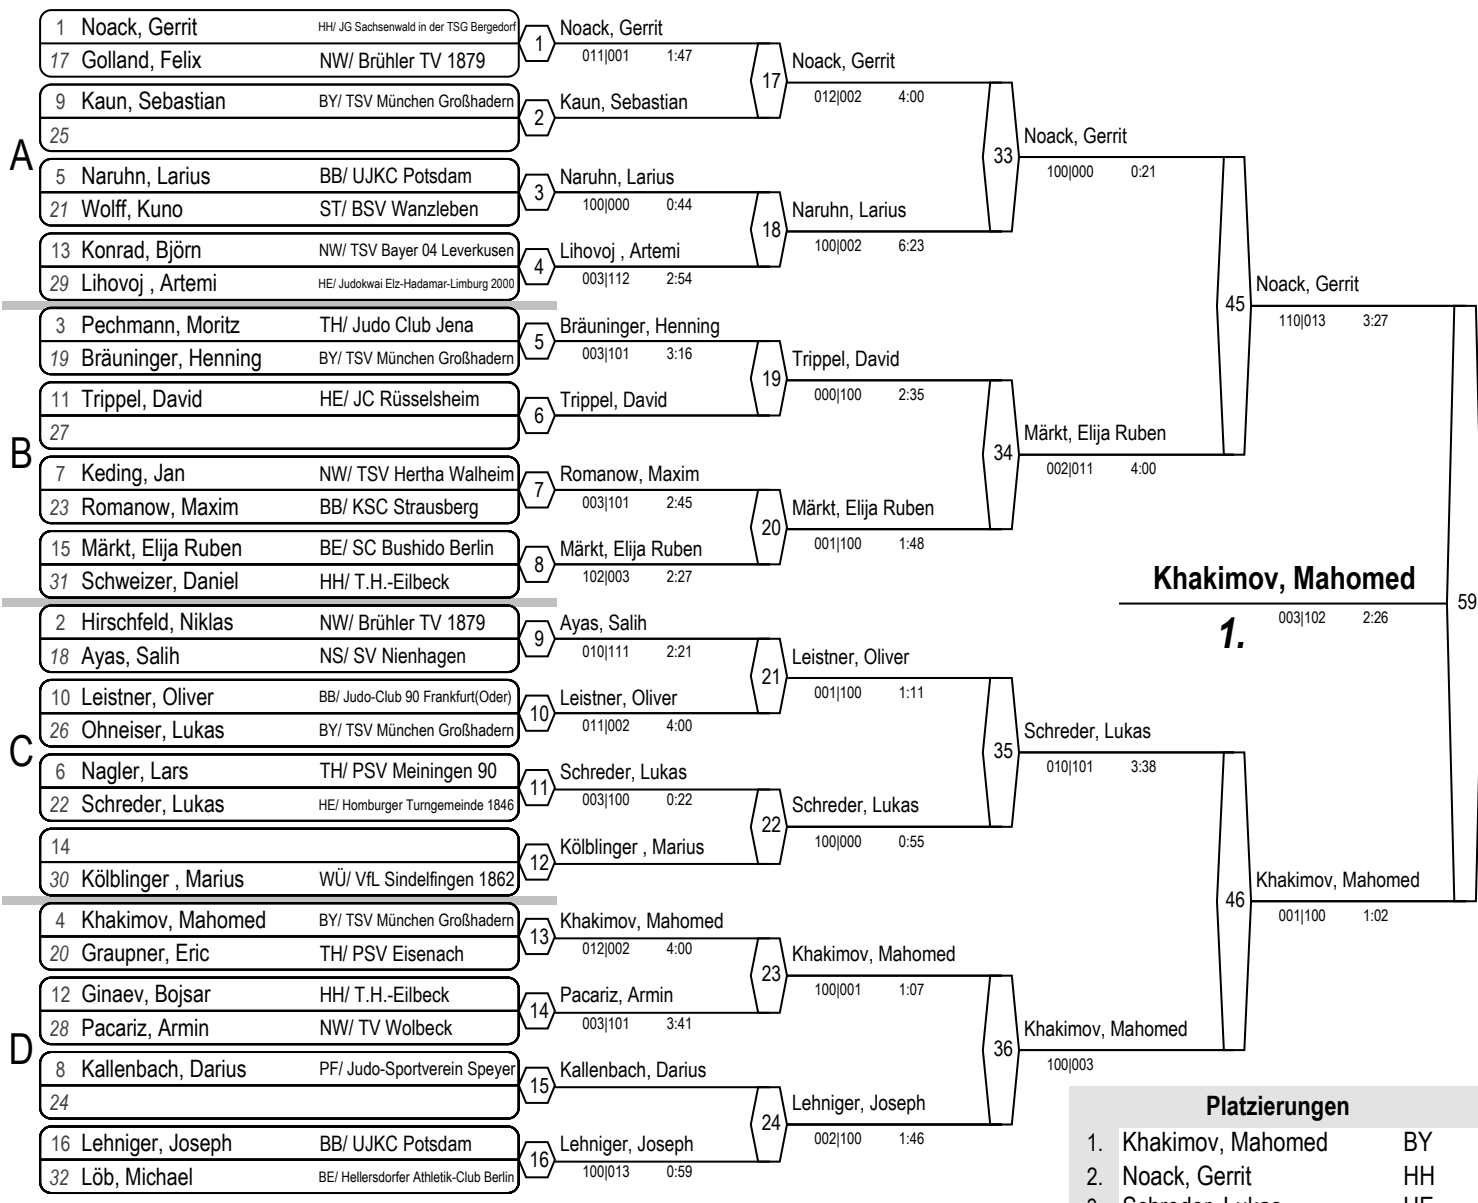 1 Noack, Gerrit HH/ JG Sachsenwald in der TSG Bergedorf
17 Golland, Felix NW/ Brühler TV 1879
9 Kaun, Sebastian BY/ TSV München Großhadern
25
A
5 Naruhn, Larius BB/ UJKC Potsdam
21 Wolff, Kuno ST/ BSV Wanzleben
13 Konrad, Björn NW/ TSV Bayer 04 Leverkusen
29 Lihovoj , Artemi HE/ Judokwai Elz-Hadamar-Limburg 2000
3 Pechmann, Moritz TH/ Judo Club Jena
19 Bräuninger, Henning BY/ TSV München Großhadern
11 Trippel, David HE/ JC Rüsselsheim
27
B
7 Keding, Jan NW/ TSV Hertha Walheim
23 Romanow, Maxim BB/ KSC Strausberg
15 Märkt, Elija Ruben BE/ SC Bushido Berlin
31 Schweizer, Daniel HH/ T.H.-Eilbeck
2 Hirschfeld, Niklas NW/ Brühler TV 1879
18 Ayas, Salih NS/ SV Nienhagen
10 Leistner, Oliver BB/ Judo-Club 90 Frankfurt(Oder)
26 Ohneiser, Lukas BY/ TSV München Großhadern
C
6 Nagler, Lars TH/ PSV Meiningen 90
22 Schreder, Lukas HE/ Homburger Turngemeinde 1846
14
30 Kölblinger , Marius WÜ/ VfL Sindelfingen 1862
4 Khakimov, Mahomed BY/ TSV München Großhadern
20 Graupner, Eric TH/ PSV Eisenach
12 Ginaev, Bojsar HH/ T.H.-Eilbeck
28 Pacariz, Armin NW/ TV Wolbeck
D
8 Kallenbach, Darius PF/ Judo-Sportverein Speyer
24
16 Lehniger, Joseph BB/ UJKC Potsdam
32 Löb, Michael BE/ Hellersdorfer Athletik-Club Berlin
1 Noack, Gerrit
011|001 1:47
2 Kaun, Sebastian
3 Naruhn, Larius
100|000 0:44
4 Lihovoj , Artemi
003|112 2:54
5 Bräuninger, Henning
003|101 3:16
6 Trippel, David
7 Romanow, Maxim
003|101 2:45
8 Märkt, Elija Ruben
102|003 2:27
9 Ayas, Salih
010|111 2:21
10 Leistner, Oliver
011|002 4:00
11 Schreder, Lukas
003|100 0:22
12 Kölblinger , Marius
13 Khakimov, Mahomed
012|002 4:00
14 Pacariz, Armin
003|101 3:41
15 Kallenbach, Darius
16 Lehniger, Joseph
100|013 0:59
17 Noack, Gerrit
012|002 4:00
18 Naruhn, Larius
100|002 6:23
19 Trippel, David
000|100 2:35
20 Märkt, Elija Ruben
001|100 1:48
21 Leistner, Oliver
001|100 1:11
22 Schreder, Lukas
100|000 0:55
23 Khakimov, Mahomed
100|001 1:07
24 Lehniger, Joseph
002|100 1:46
33 Noack, Gerrit
100|000 0:21
34 Märkt, Elija Ruben
002|011 4:00
35 Schreder, Lukas
010|101 3:38
36 Khakimov, Mahomed
100|003
45 Noack, Gerrit
110|013 3:27
46 Khakimov, Mahomed
001|100 1:02
59
Khakimov, Mahomed
1. 003|102 2:26
Platzierungen
1. Khakimov, Mahomed BY
2. Noack, Gerrit HH
3. Schreder, Lukas HE